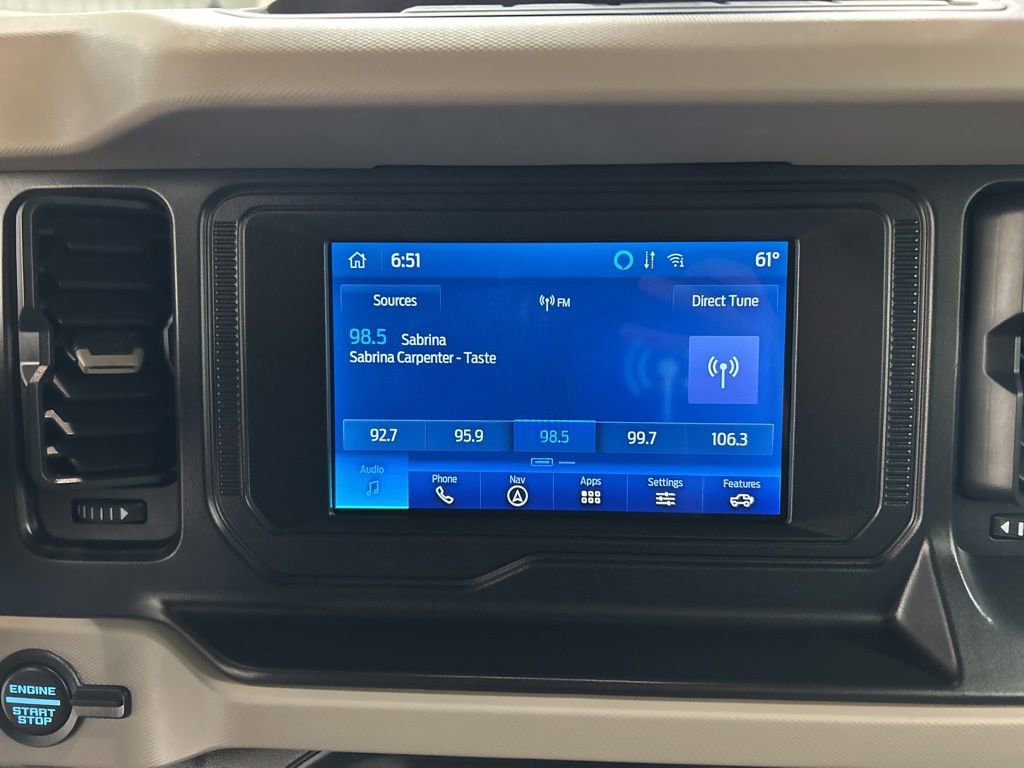 6:51 61°
Sources FM Direct Tune
98.5 Sabrina
Sabrina Carpenter - Taste
92.7 95.9 98.5 99.7 106.3
Audio Phone Nav Apps Settings Features
ENGINE
START
STOP